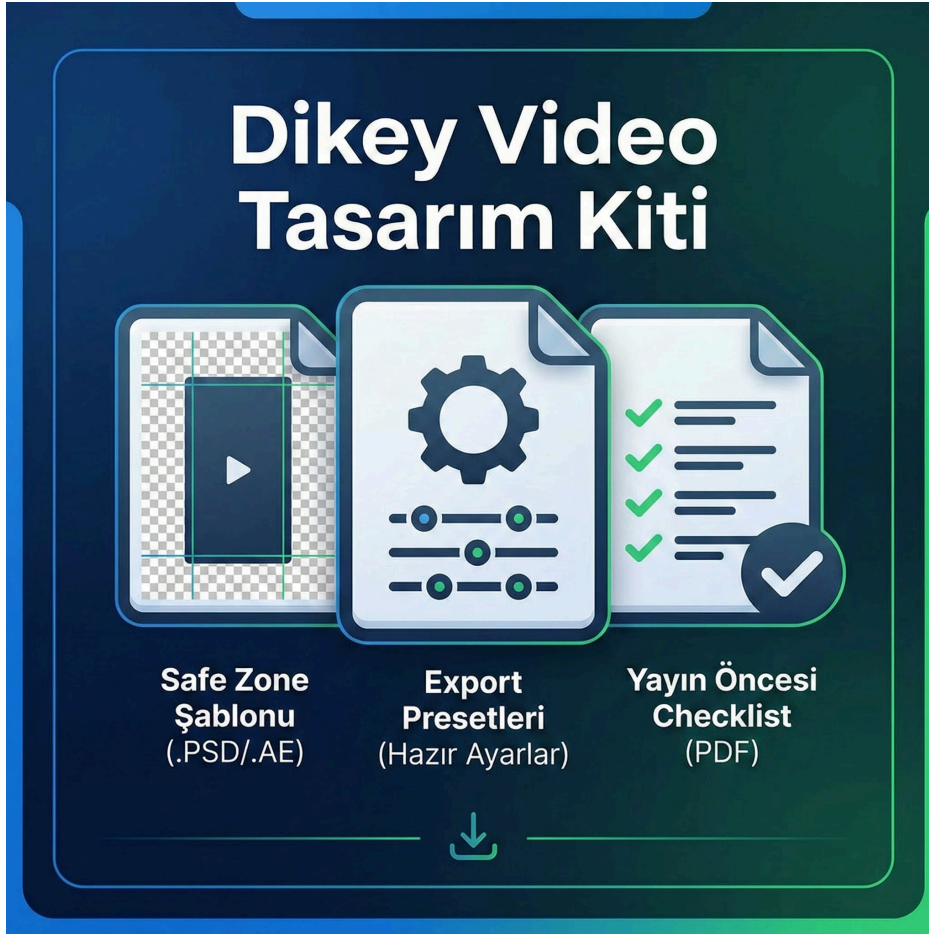 Dikey Video
Tasarım Kiti
Safe Zone
Şablonu
(.PSD/.AE)
Export
Presetleri
(Hazır Ayarlar)
Yayın Öncesi
Checklist
(PDF)